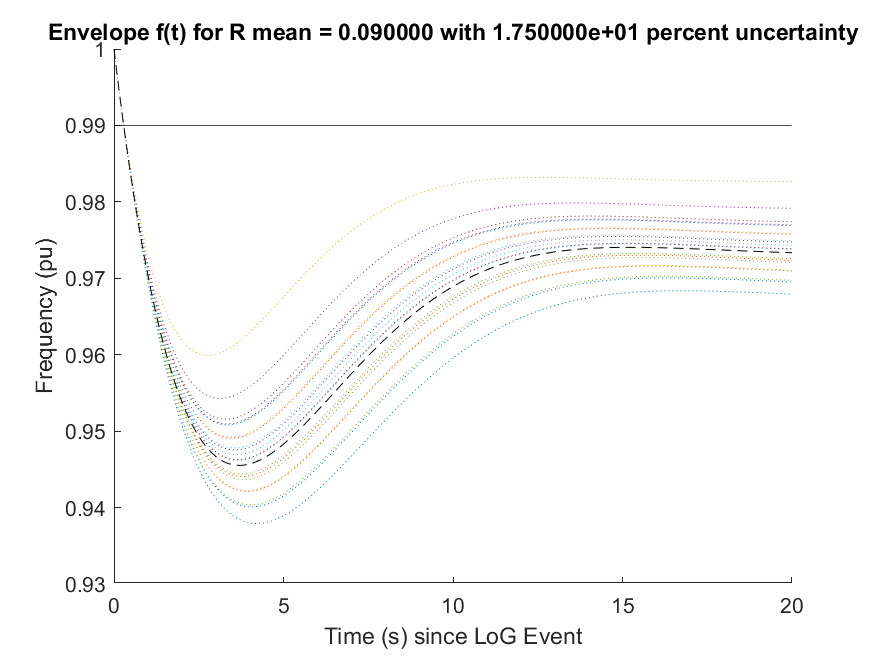 Envelope f(t) for R mean = 0.090000 with 1.750000e+01 percent uncertainty
1
0.99
0.98
0.97
0.96
0.95
0.94
0.93
Frequency (pu)
0 5 10 15 20
Time (s) since LoG Event